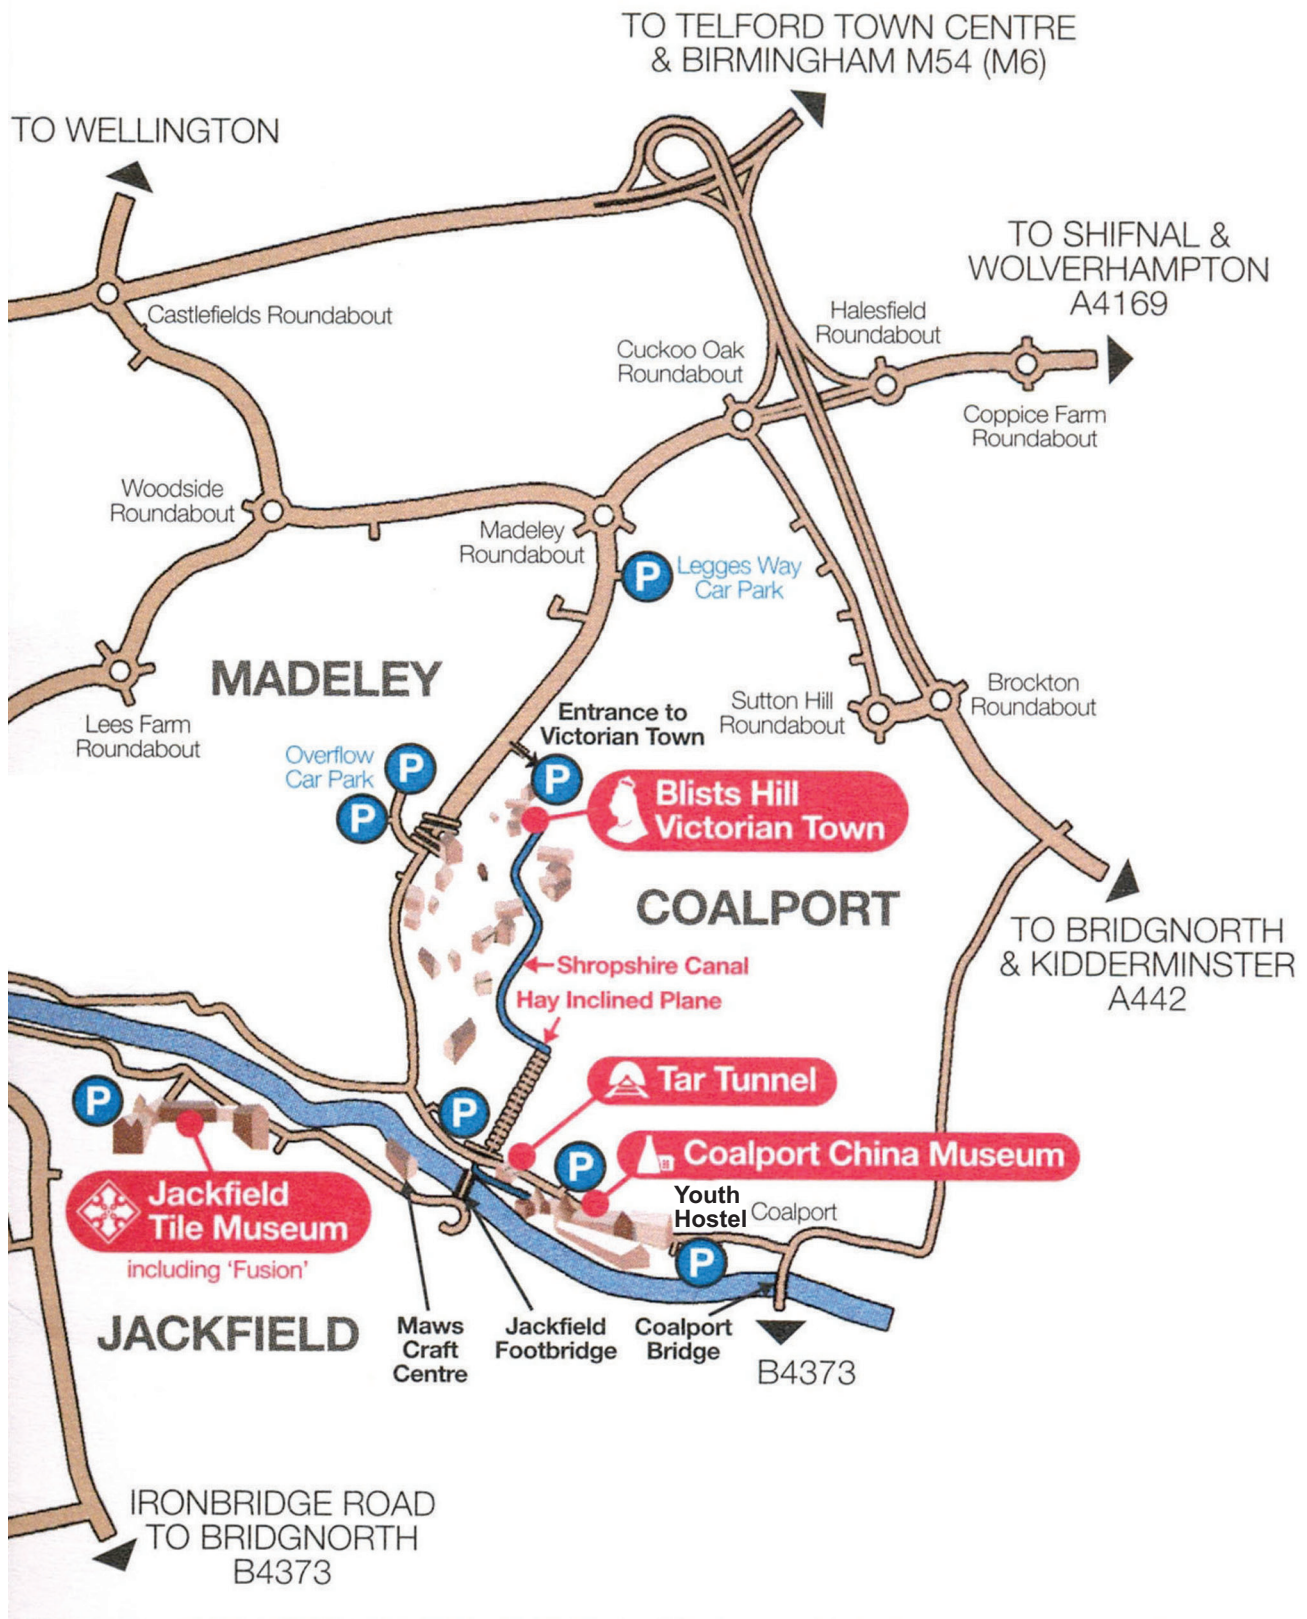 TO TELFORD TOWN CENTRE
& BIRMINGHAM M54 (M6)
TO WELLINGTON
TO SHIFNAL &
WOLVERHAMPTON
A4169
Castlefields Roundabout
Halesfield
Roundabout
Cuckoo Oak
Roundabout
Coppice Farm
Roundabout
Woodside
Roundabout
Madeley
Roundabout
P
Legges Way
Car Park
MADELEY
Lees Farm
Roundabout
Sutton Hill
Roundabout
Brockton
Roundabout
Entrance to
Victorian Town
Overflow
Car Park
P
P
P
Blists Hill
Victorian Town
COALPORT
TO BRIDGNORTH
& KIDDERMINSTER
A442
Shropshire Canal
Hay Inclined Plane
Tar Tunnel
P
P
P
Coalport China Museum
Jackfield
Tile Museum
including ‘Fusion’
Youth
Hostel
Coalport
P
JACKFIELD
Maws
Craft
Centre
Jackfield
Footbridge
Coalport
Bridge
B4373
IRONBRIDGE ROAD
TO BRIDGNORTH
B4373